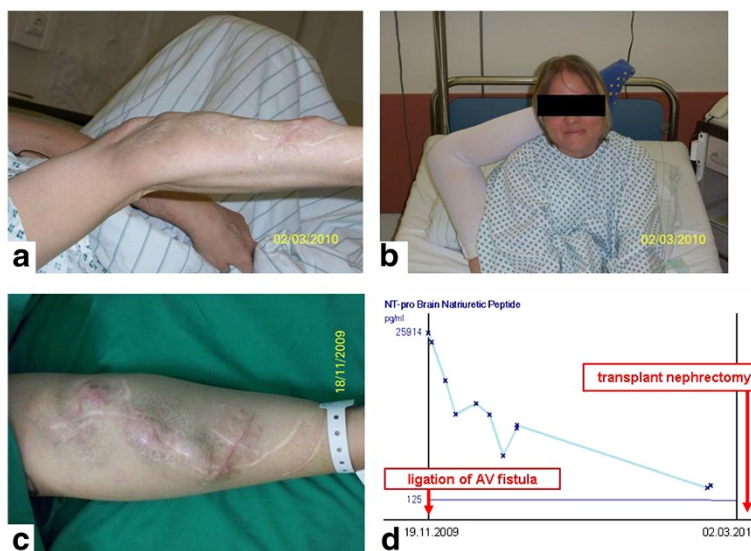 02/03/2010
a
02/03/2010
b
18/11/2009
c
NT-pro Brain Natriuretic Peptide
pg/ml
25914
transplant nephrectomy
ligation of AV fistula
125
19.11.2009
02.03.201
d